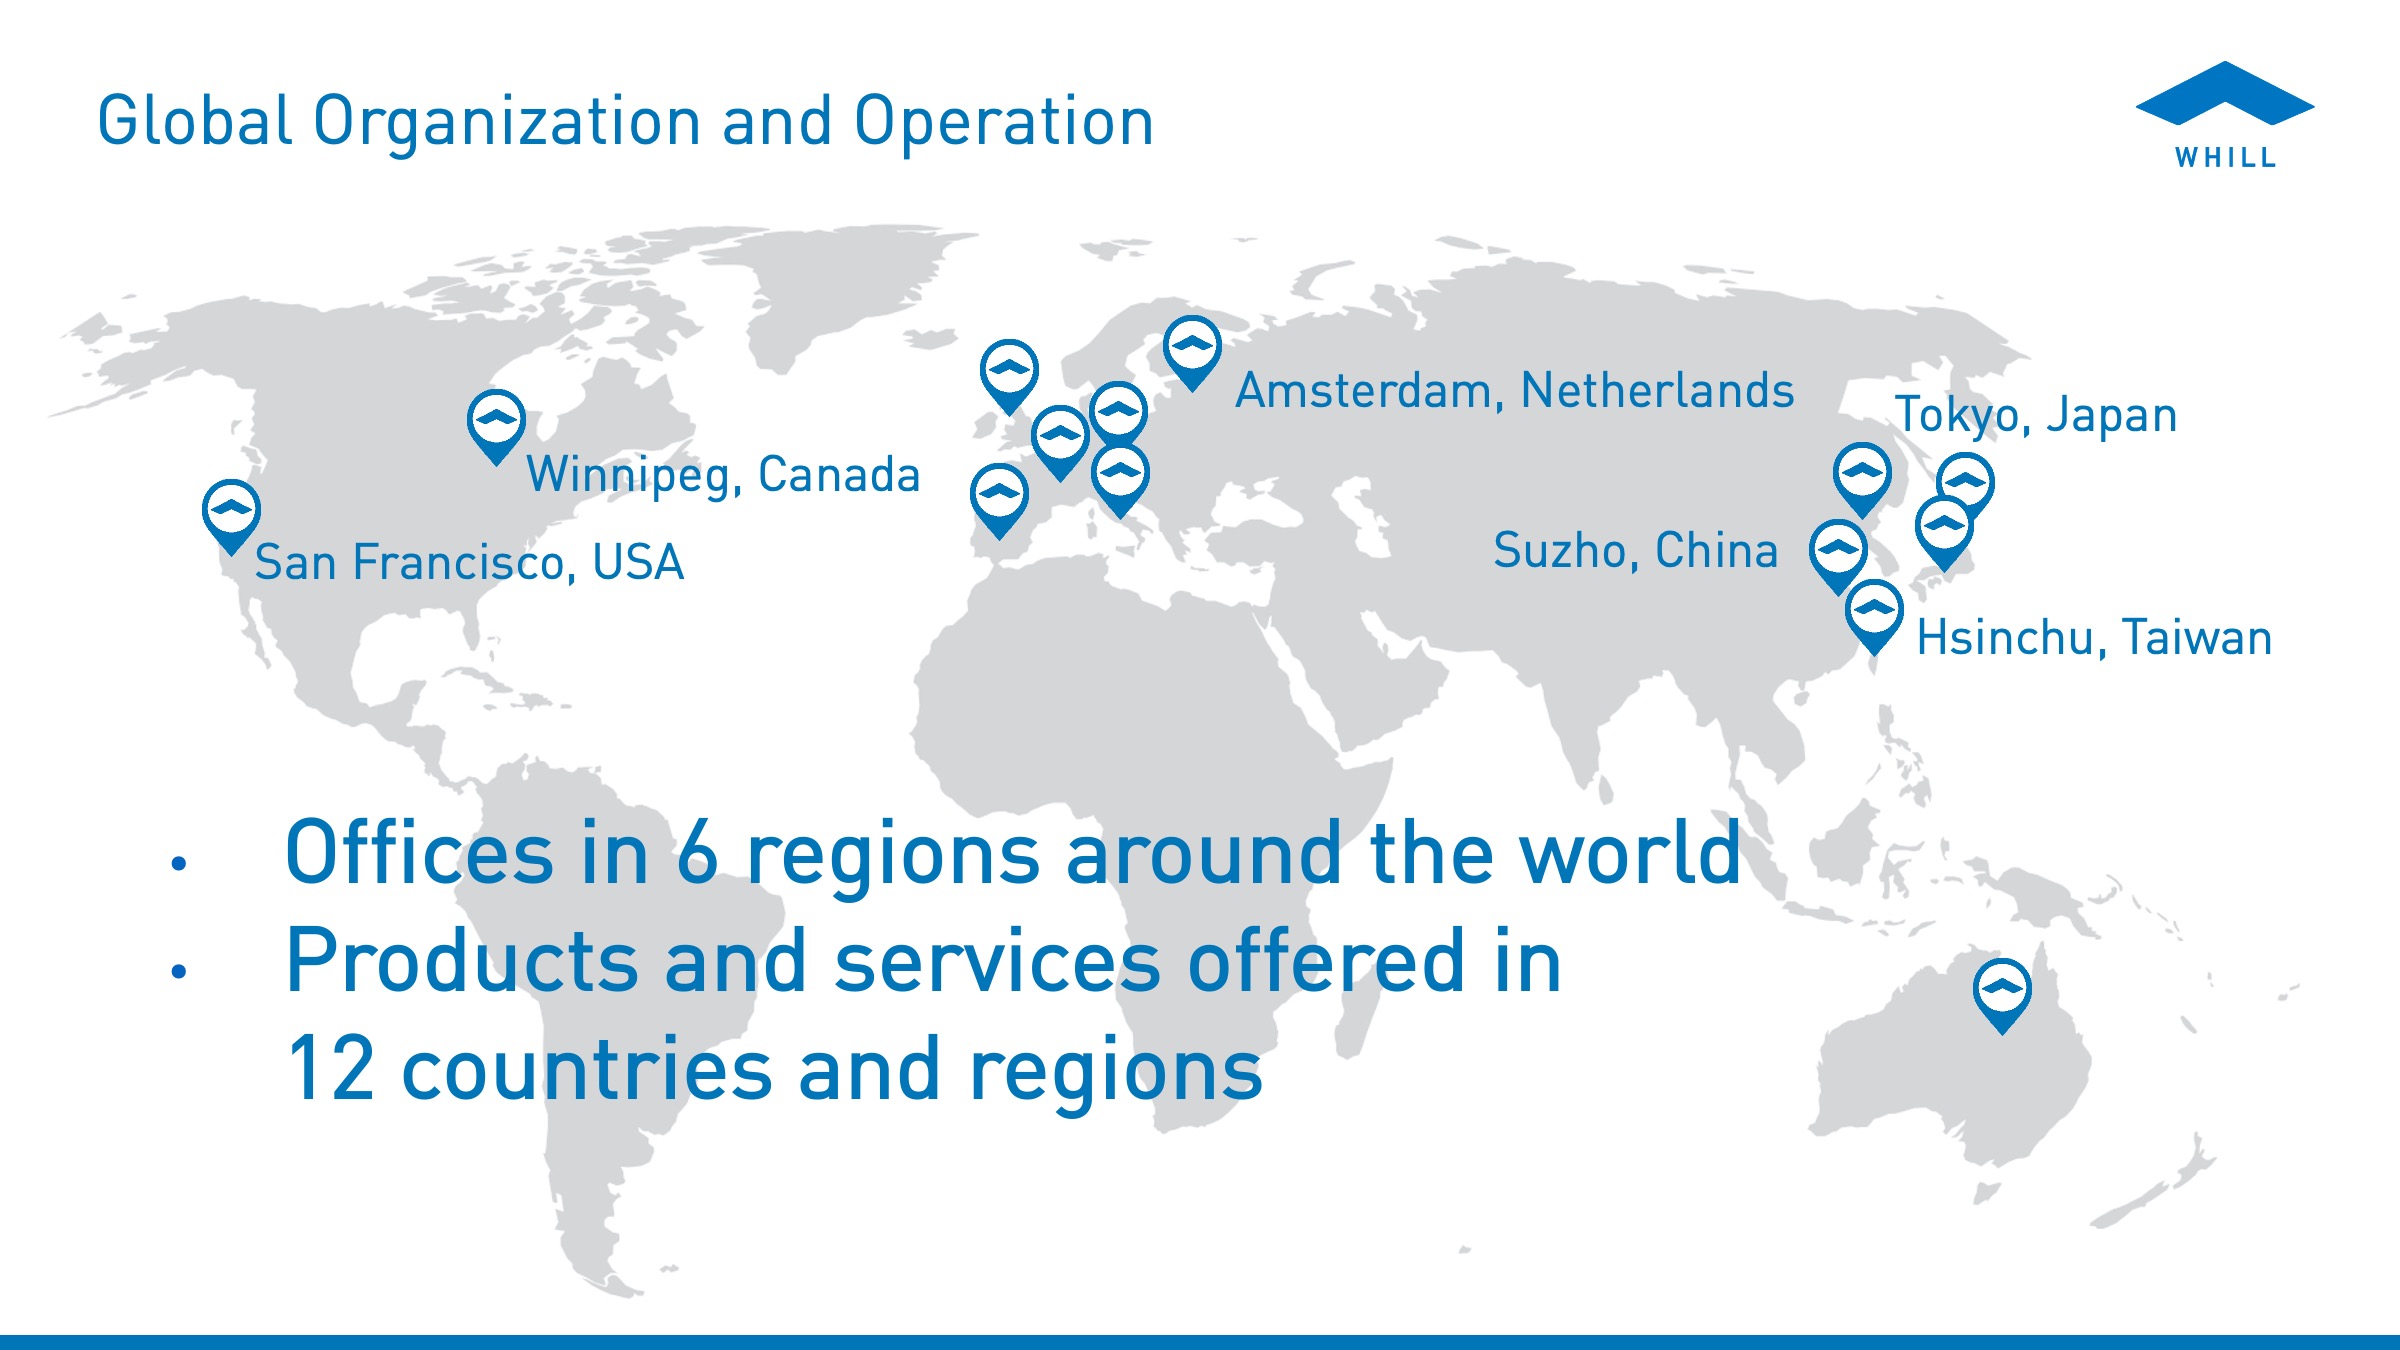 Global Organization and Operation
WHILL
Amsterdam, Netherlands
Tokyo, Japan
Winnipeg, Canada
San Francisco, USA
Suzho, China
Hsinchu, Taiwan
• Offices in 6 regions around the world
• Products and services offered in
12 countries and regions